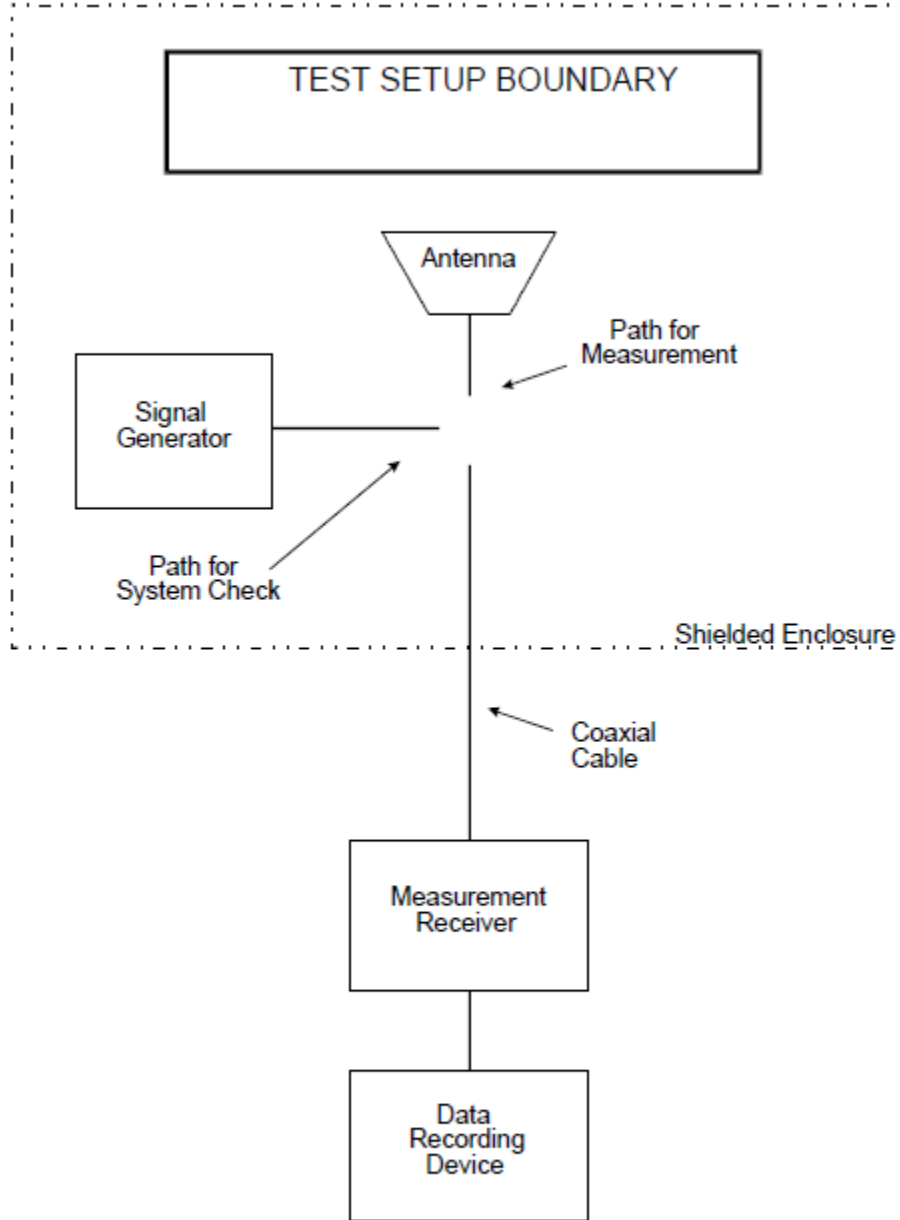 TEST SETUP BOUNDARY
Antenna
Path for
Measurement
Signal
Generator
Path for
System Check
Shielded Enclosure
Coaxial
Cable
Measurement
Receiver
Data
Recording
Device